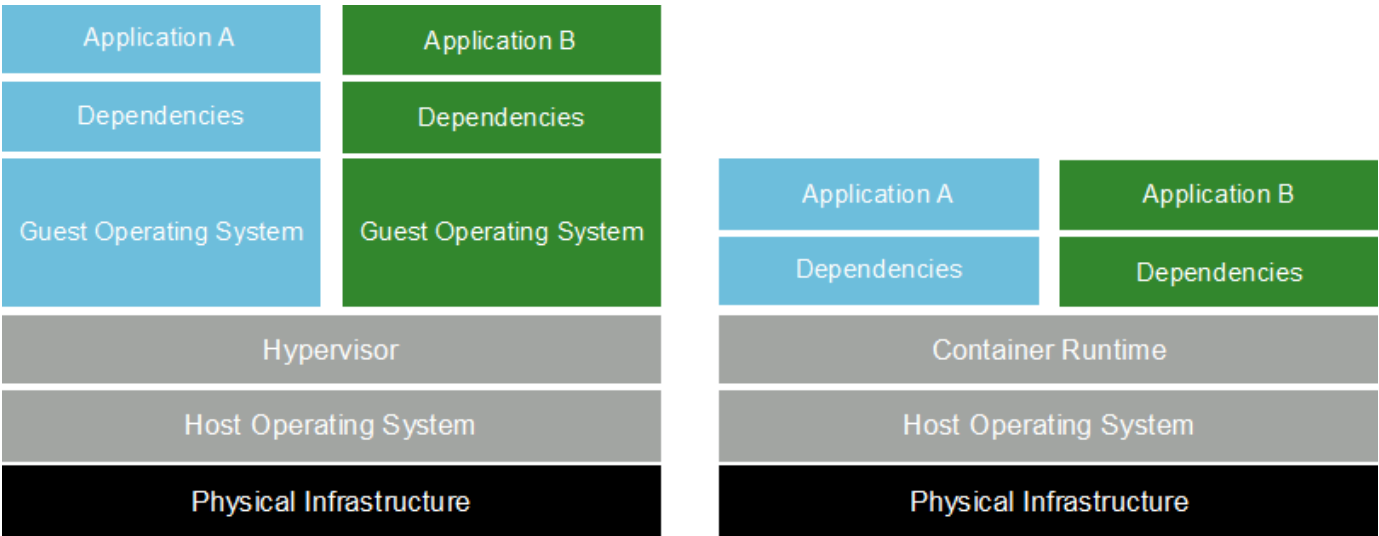 Application A
Application B
Dependencies
Dependencies
Guest Operating System
Guest Operating System
Hypervisor
Host Operating System
Physical Infrastructure
Application A
Application B
Dependencies
Dependencies
Container Runtime
Host Operating System
Physical Infrastructure